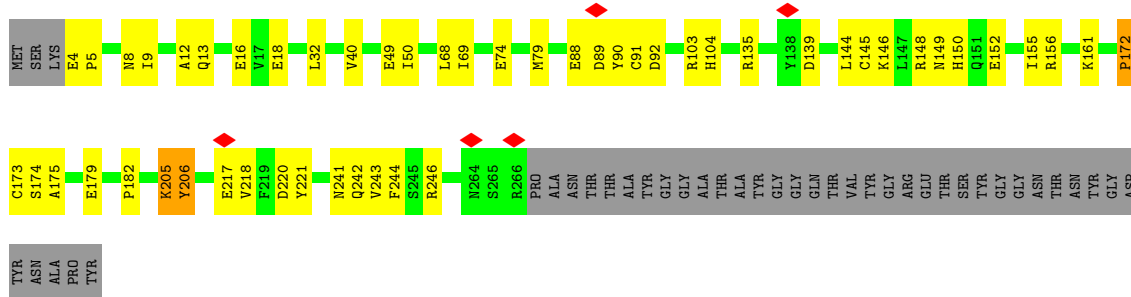 MET SER LYS E4 P5 N8 I9 A12 Q13 E16 V17 E18 L32 V40 E49 I50 L68 I69 E74 M79 E88 D89 Y90 C91 D92 R103 H104 R135 Y138 D139 L144 C145 K146 L147 R148 N149 H150 Q151 E152 I155 R156 K161 P172
C173 S174 A175 E179 P182 K205 Y206 E217 V218 F219 D220 Y221 N241 Q242 V243 F244 S245 R246 N264 S265 R266 PRO ALA ASN THR THR ALA TYR GLY GLY ALA THR ALA TYR GLY GLY GLN THR VAL TYR GLY ARG GLU THR SER TYR GLY GLY ASN THR ASN TYR GLY ASP
TYR ASN ALA PRO TYR